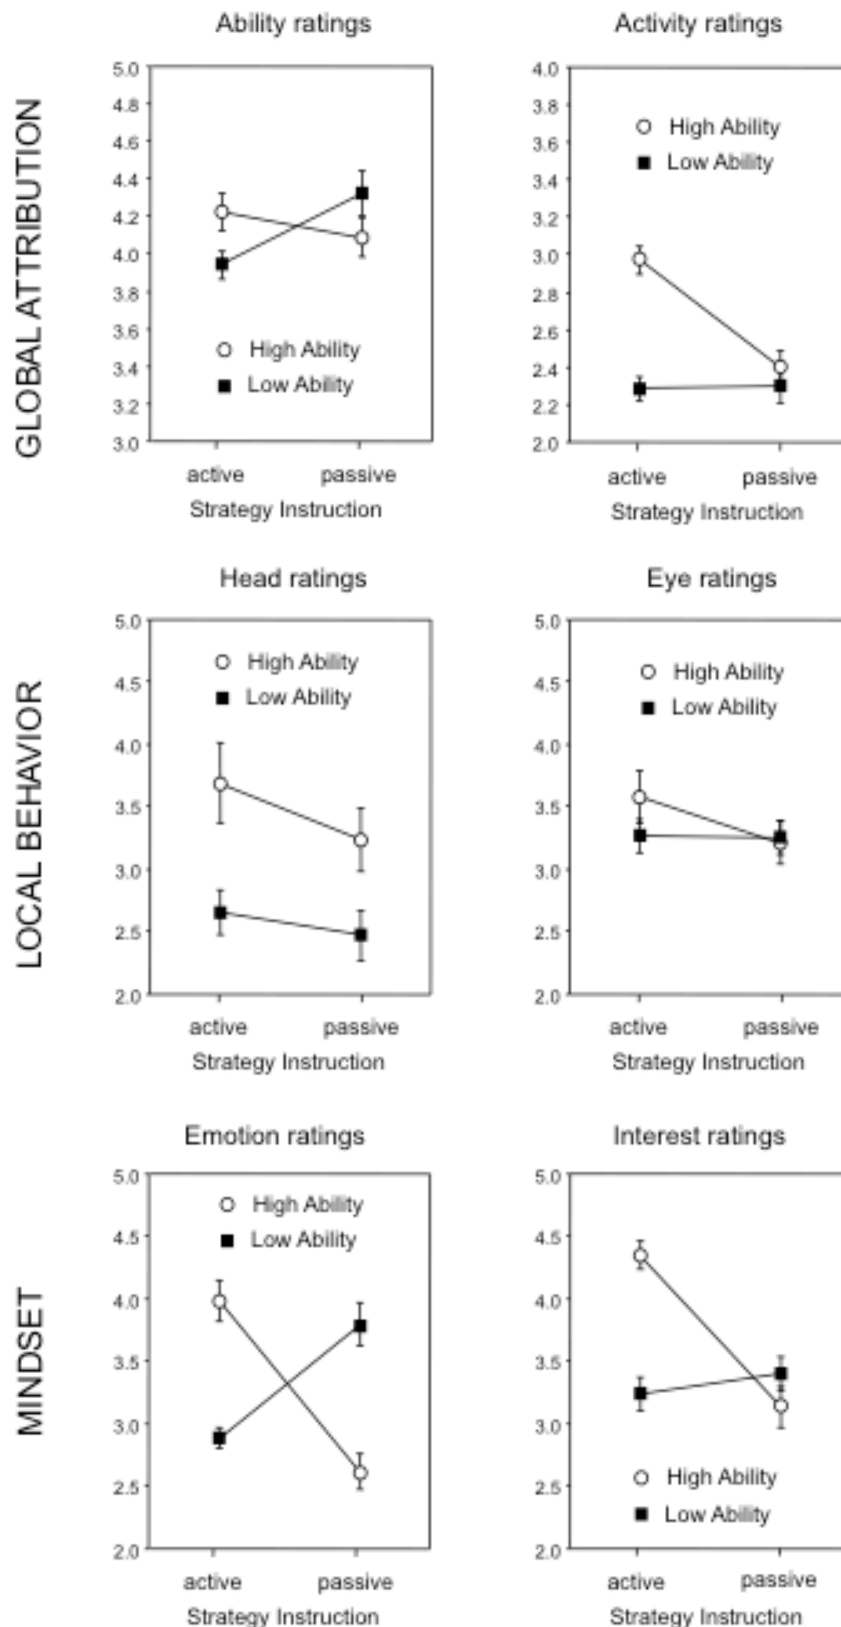 Ability ratings
Activity ratings
GLOBAL ATTRIBUTION
5.0
4.8
4.6
4.4
4.2
4.0
3.8
3.6
3.4
3.2
3.0
High Ability
Low Ability
active passive
Strategy Instruction
4.0
3.8
3.6
3.4
3.2
3.0
2.8
2.6
2.4
2.2
2.0
High Ability
Low Ability
active passive
Strategy Instruction
Head ratings
Eye ratings
LOCAL BEHAVIOR
5.0
4.5
4.0
3.5
3.0
2.5
2.0
High Ability
Low Ability
active passive
Strategy Instruction
5.0
4.5
4.0
3.5
3.0
2.5
2.0
High Ability
Low Ability
active passive
Strategy Instruction
Emotion ratings
Interest ratings
MINDSET
5.0
4.5
4.0
3.5
3.0
2.5
2.0
High Ability
Low Ability
active passive
Strategy Instruction
5.0
4.5
4.0
3.5
3.0
2.5
2.0
High Ability
Low Ability
active passive
Strategy Instruction